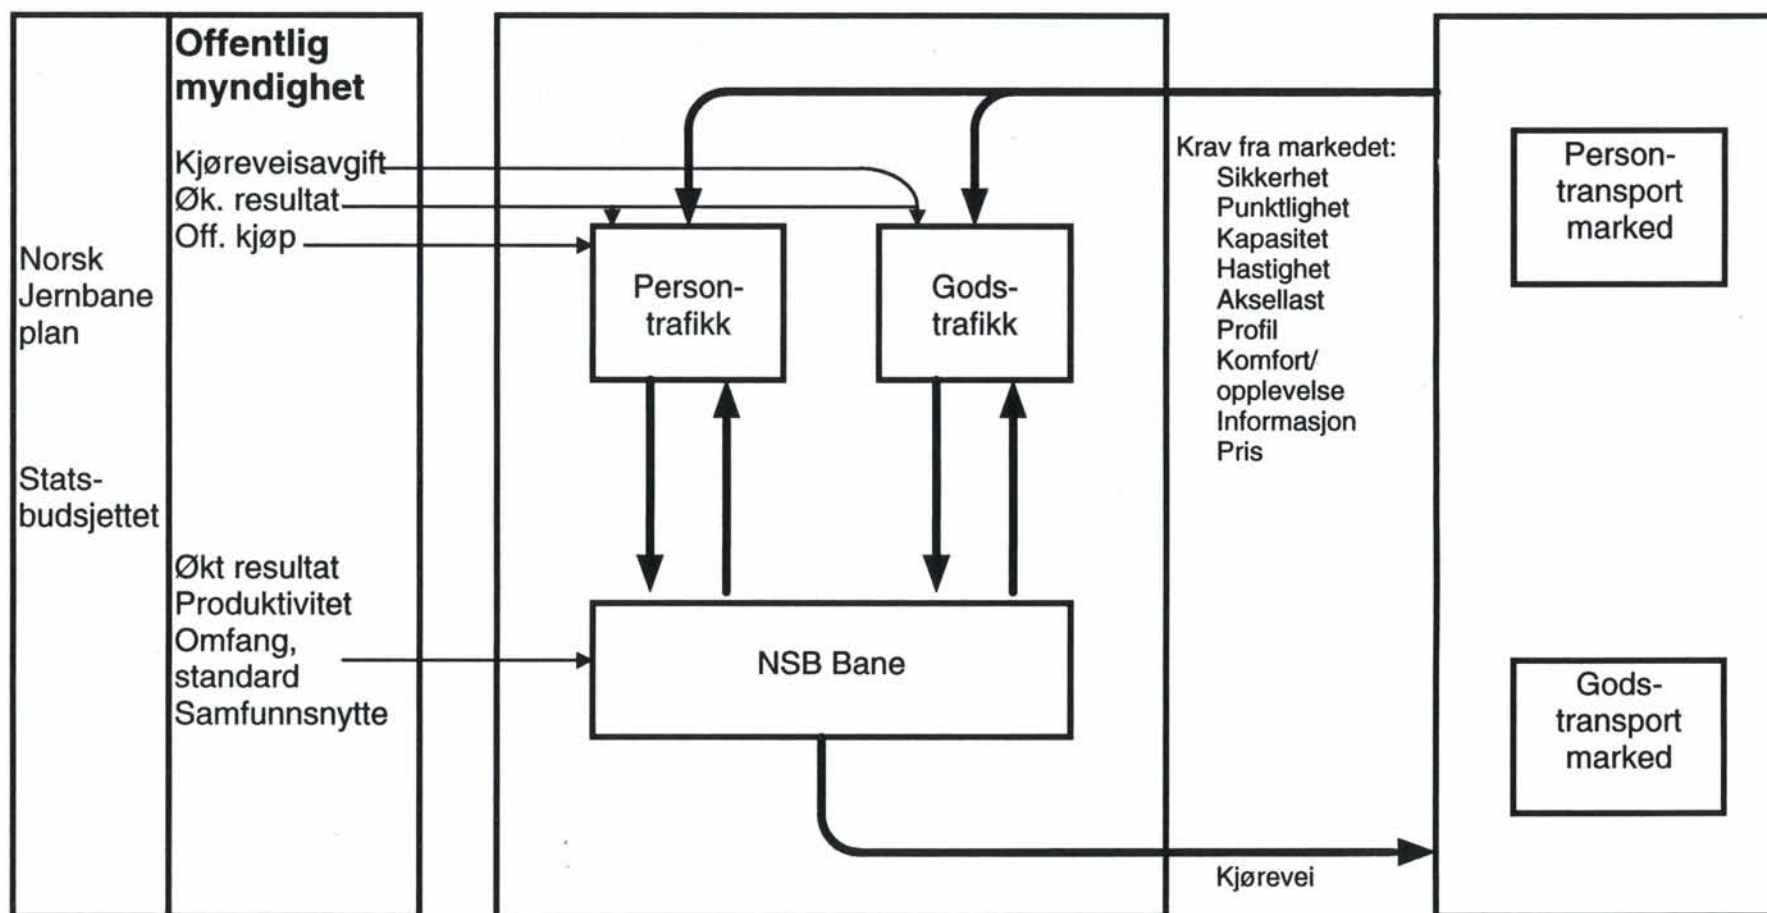 Offentlig
myndighet
Kjøreveisavgift
Øk. resultat
Off. kjøp
Norsk
Jernbane
plan
Stats-
budsjettet
Økt resultat
Produktivitet
Omfang,
standard
Samfunnsnytte
Person-
trafikk
Gods-
trafikk
NSB Bane
Krav fra markedet:
Sikkerhet
Punktlighet
Kapasitet
Hastighet
Aksellast
Profil
Komfort/
opplevelse
Informasjon
Pris
Kjørevei
Person-
transport
marked
Gods-
transport
marked